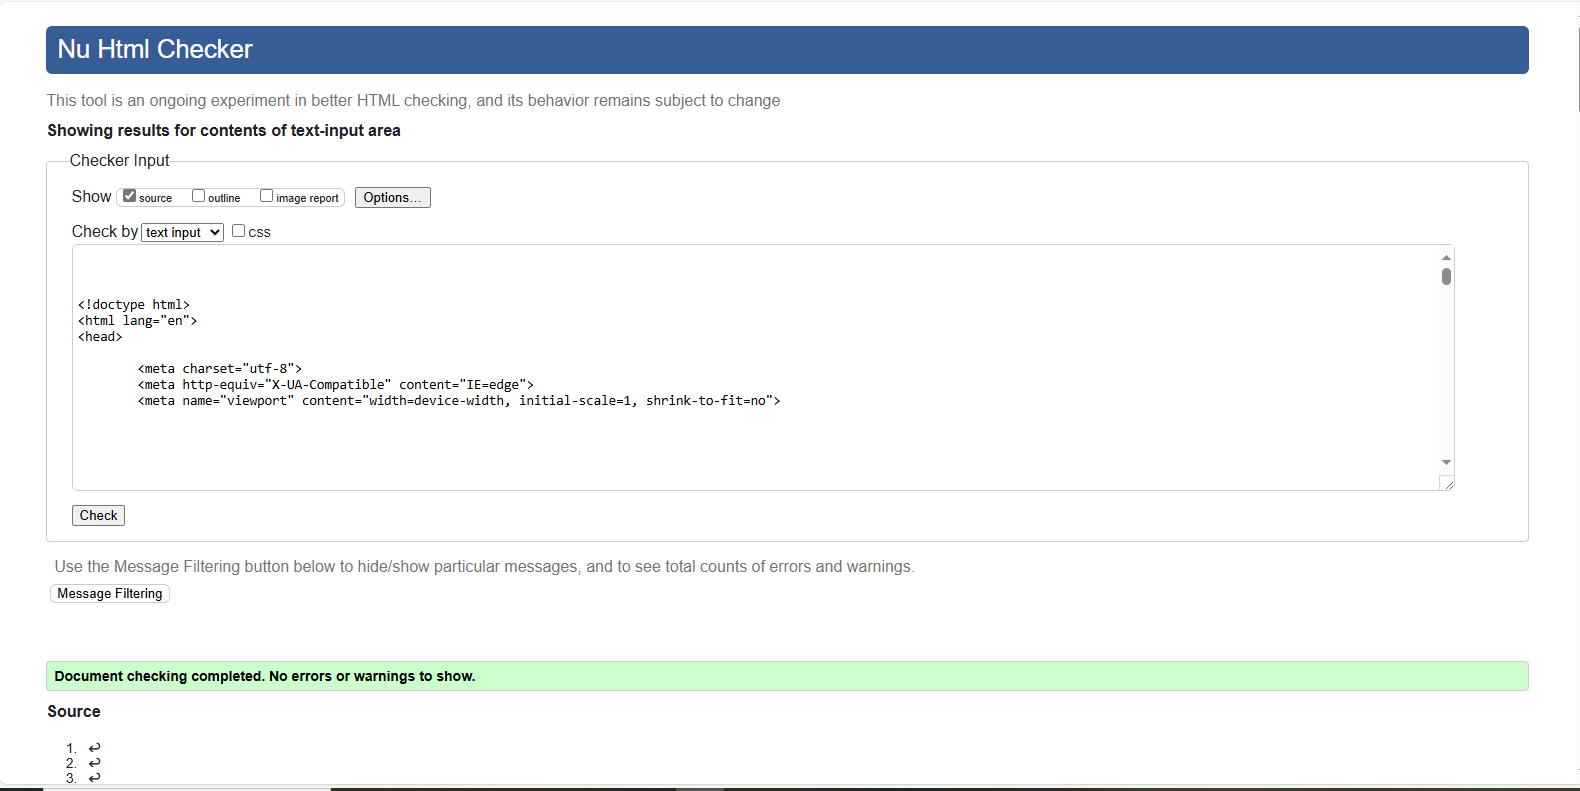 Nu Html Checker
This tool is an ongoing experiment in better HTML checking, and its behavior remains subject to change
Showing results for contents of text-input area
Checker Input
Show source outline image report Options...
Check by text input css
<!doctype html>
<html lang="en">
<head>
<meta charset="utf-8">
<meta http-equiv="X-UA-Compatible" content="IE=edge">
<meta name="viewport" content="width=device-width, initial-scale=1, shrink-to-fit=no">
Check
Use the Message Filtering button below to hide/show particular messages, and to see total counts of errors and warnings.
Message Filtering
Document checking completed. No errors or warnings to show.
Source
1. ↩
2. ↩
3. ↩